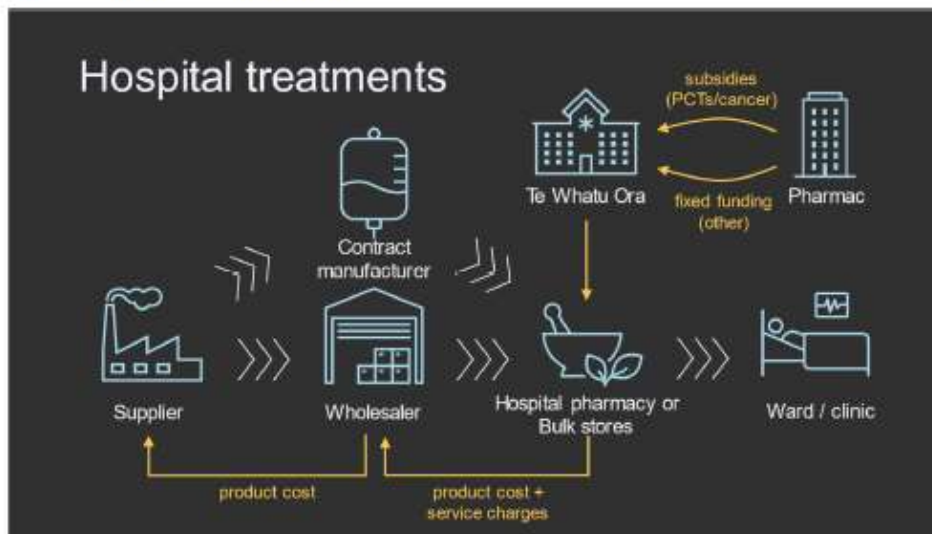 Hospital treatments
subsidies
(PCTs/cancer)
Te Whatu Ora
fixed funding
(other)
Pharmac
Contract
manufacturer
Supplier
Wholesaler
Hospital pharmacy or
Bulk stores
Ward / clinic
product cost
product cost +
service charges